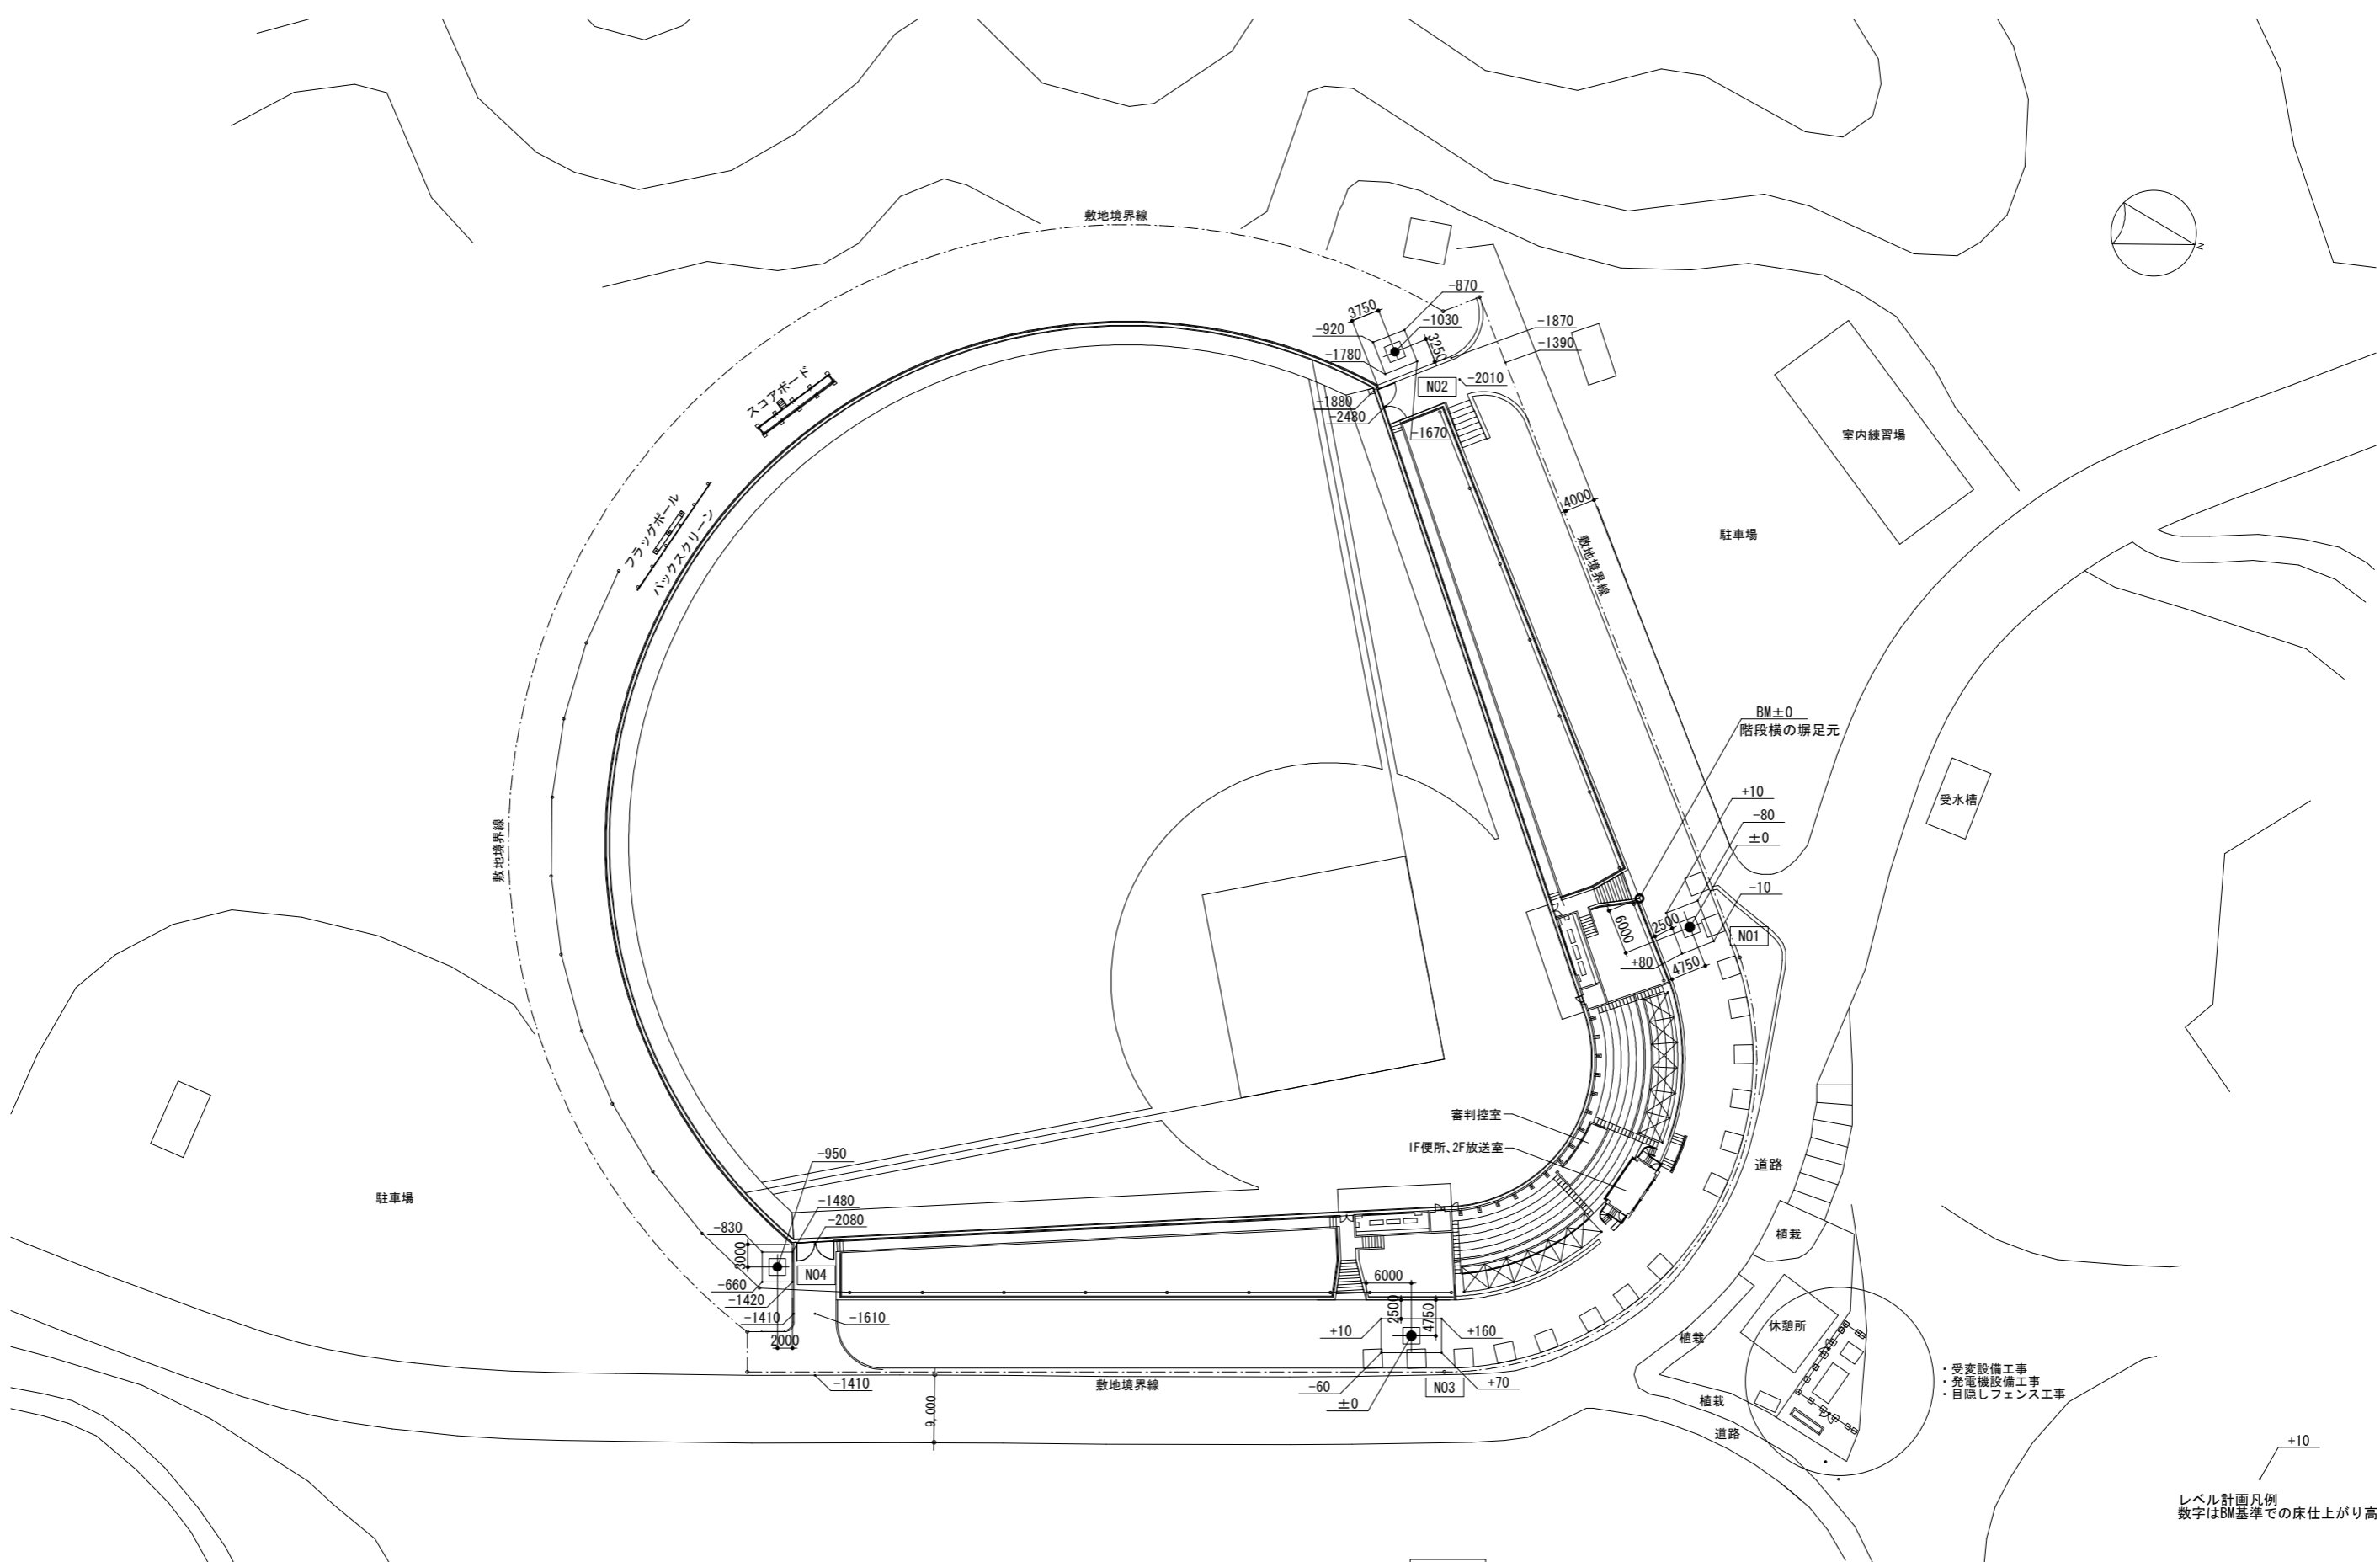 敷地境界線
N
-870
3750
-1030
-920
-1870
3250
-1390
-1780
NO2
-2010
-1880
-2480
-1670
スコアボード
室内練習場
フラッグポール
バックスクリーン
4000
駐車場
敷地境界線
BM±0
階段横の塀足元
+10
-80
±0
受水槽
敷地境界線
-10
6000
2500
NO1
+80
4750
審判控室
1F便所、2F放送室
道路
-950
駐車場
-1480
-830
-2080
植栽
3000
NO4
6000
-660
-1420
2500
4750
-1410
-1610
+10
+160
休憩所
植栽
2000
・受変設備工事
・発電機設備工事
・目隠しフェンス工事
-1410
敷地境界線
-60
NO3
+70
±0
植栽
9,000
道路
+10
レベル計画凡例
数字はBM基準での床仕上がり高